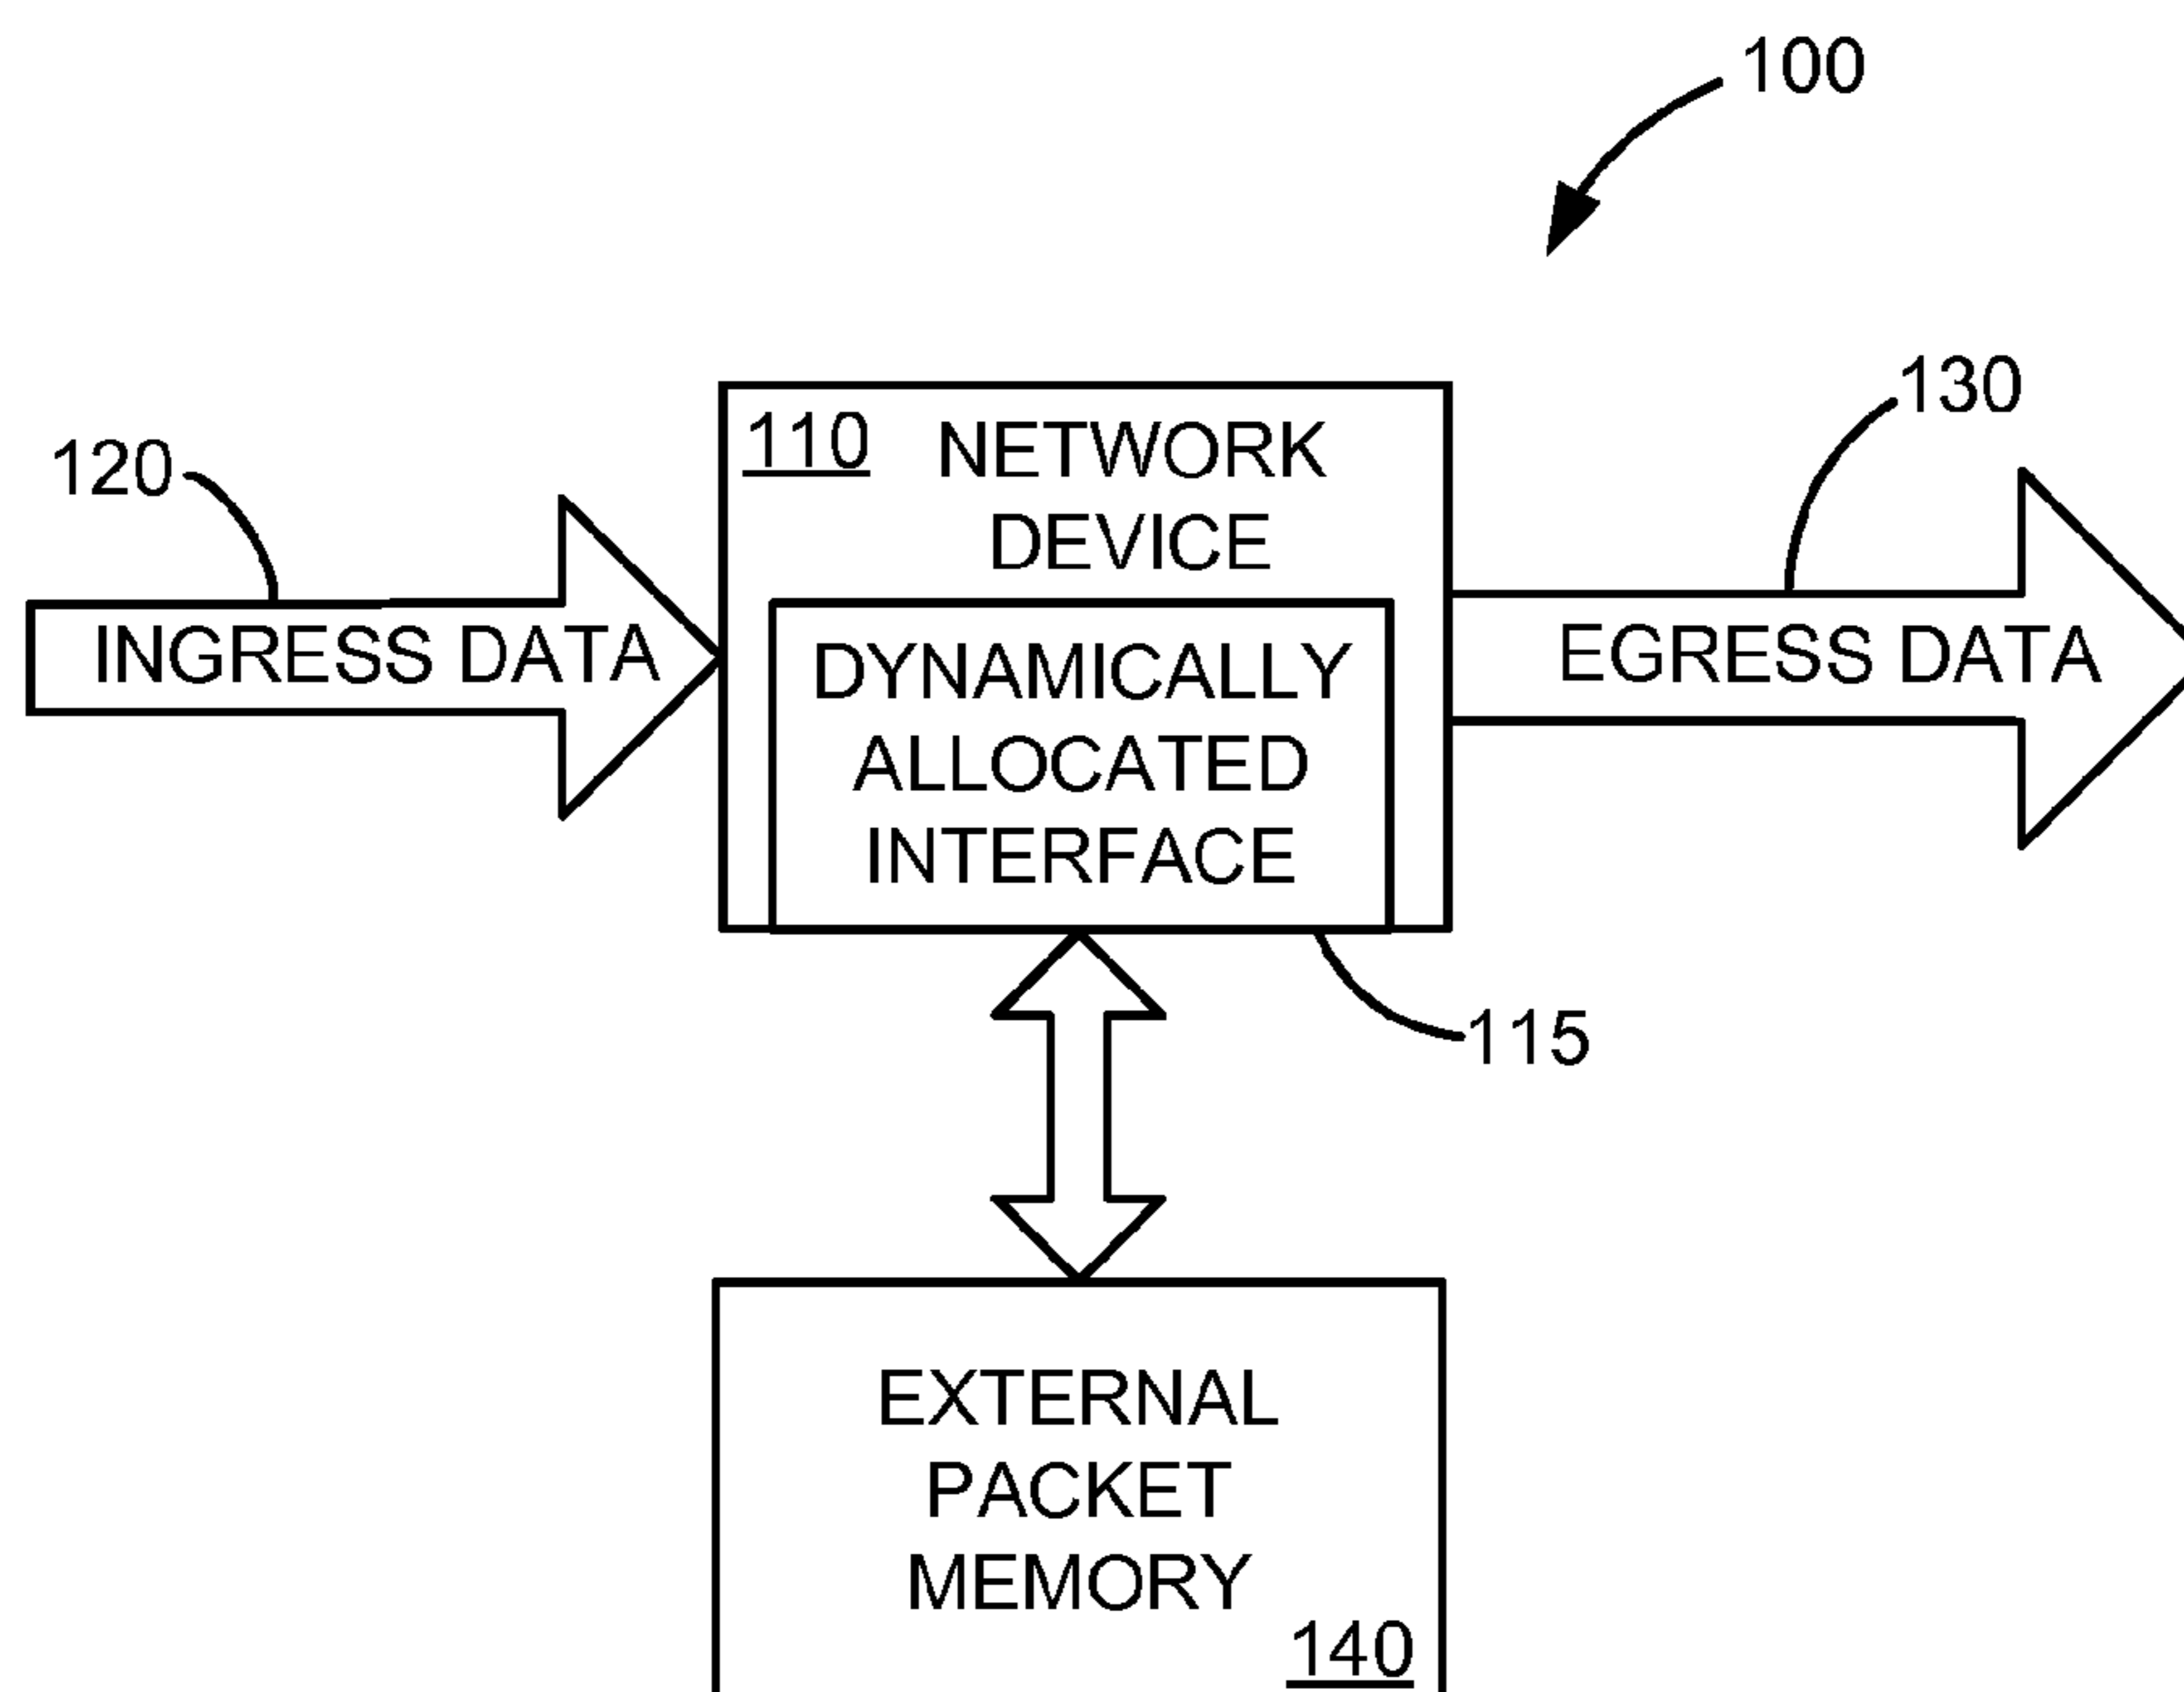 100
130
110
NETWORK
DEVICE
120
INGRESS DATA
EGRESS DATA
DYNAMICALLY
ALLOCATED
INTERFACE
115
EXTERNAL
PACKET
MEMORY
140